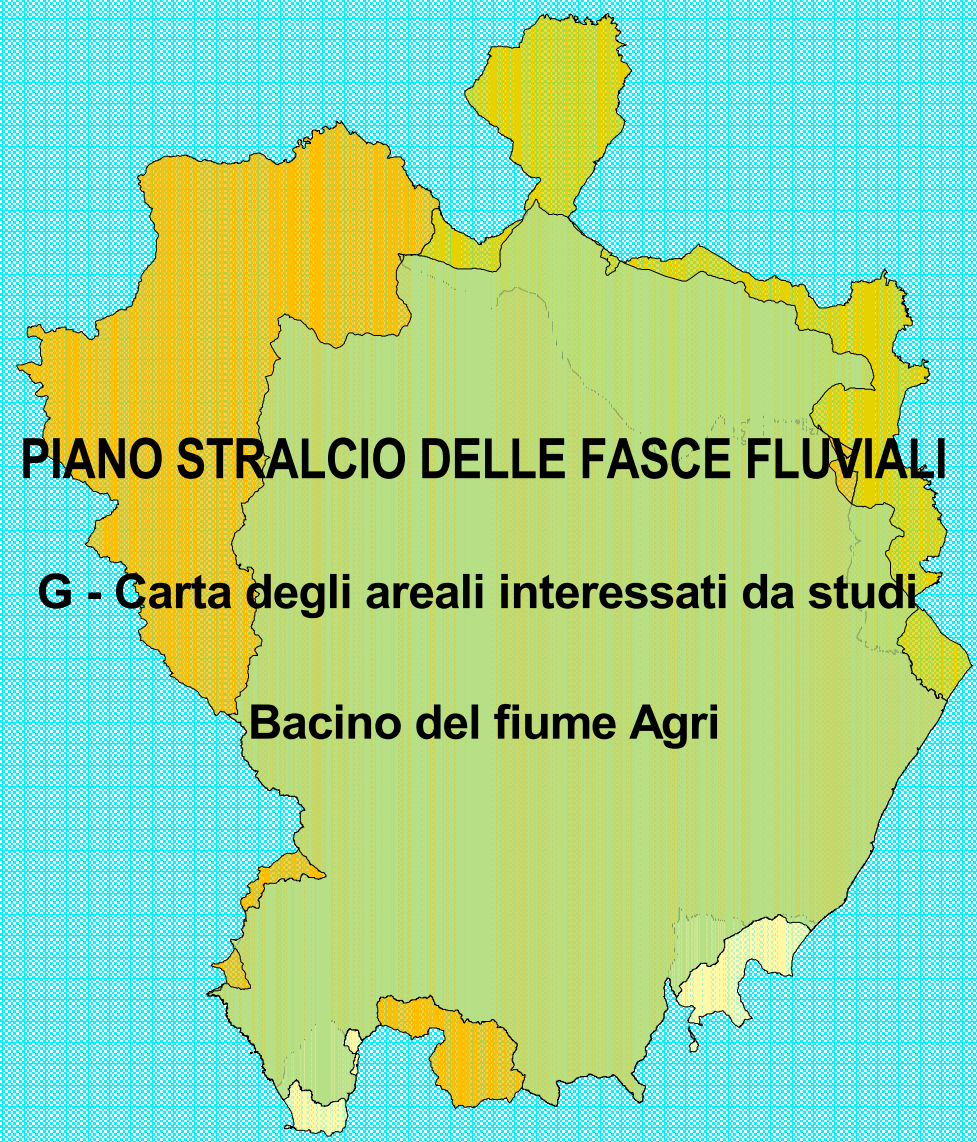 PIANO STRALCIO DELLE FASCE FLUVIALI
G - Carta degli areali interessati da studi
Bacino del fiume Agri